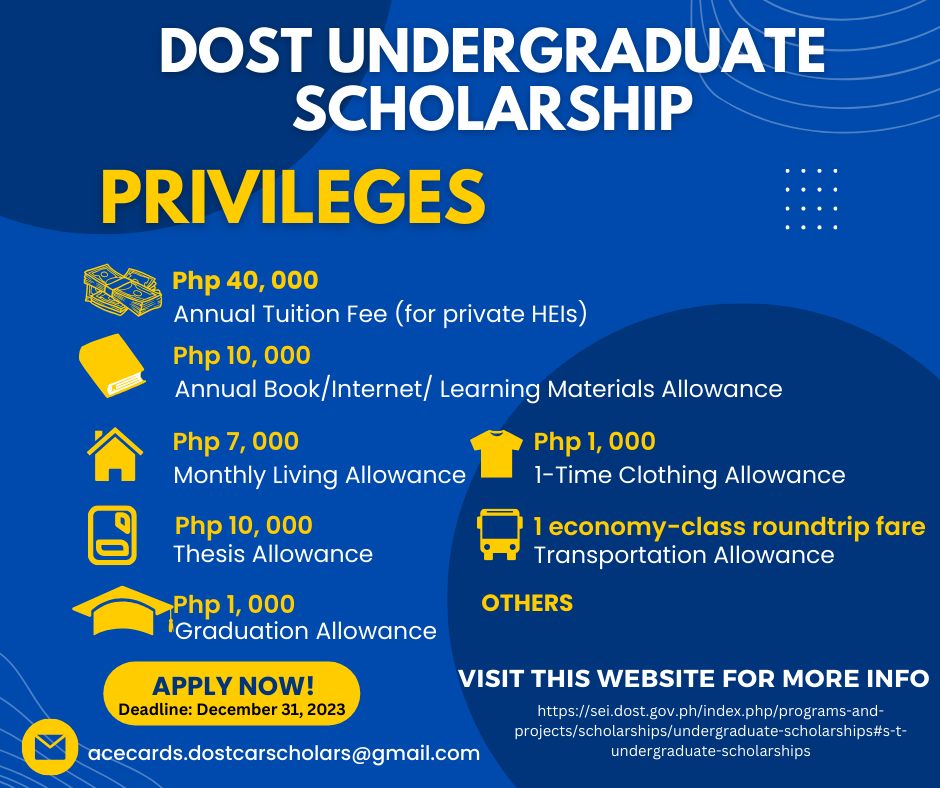 DOST UNDERGRADUATE
SCHOLARSHIP
PRIVILEGES
Php 40, 000
Annual Tuition Fee (for private HEIs)
Php 10, 000
Annual Book/Internet/ Learning Materials Allowance
Php 7, 000
Monthly Living Allowance
Php 1, 000
1-Time Clothing Allowance
Php 10, 000
Thesis Allowance
1 economy-class roundtrip fare
Transportation Allowance
Php 1, 000
Graduation Allowance
OTHERS
APPLY NOW!
Deadline: December 31, 2023
acecards.dostcarscholars@gmail.com
VISIT THIS WEBSITE FOR MORE INFO
https://sei.dost.gov.ph/index.php/programs-and-
projects/scholarships/undergraduate-scholarships#s-t-
undergraduate-scholarships